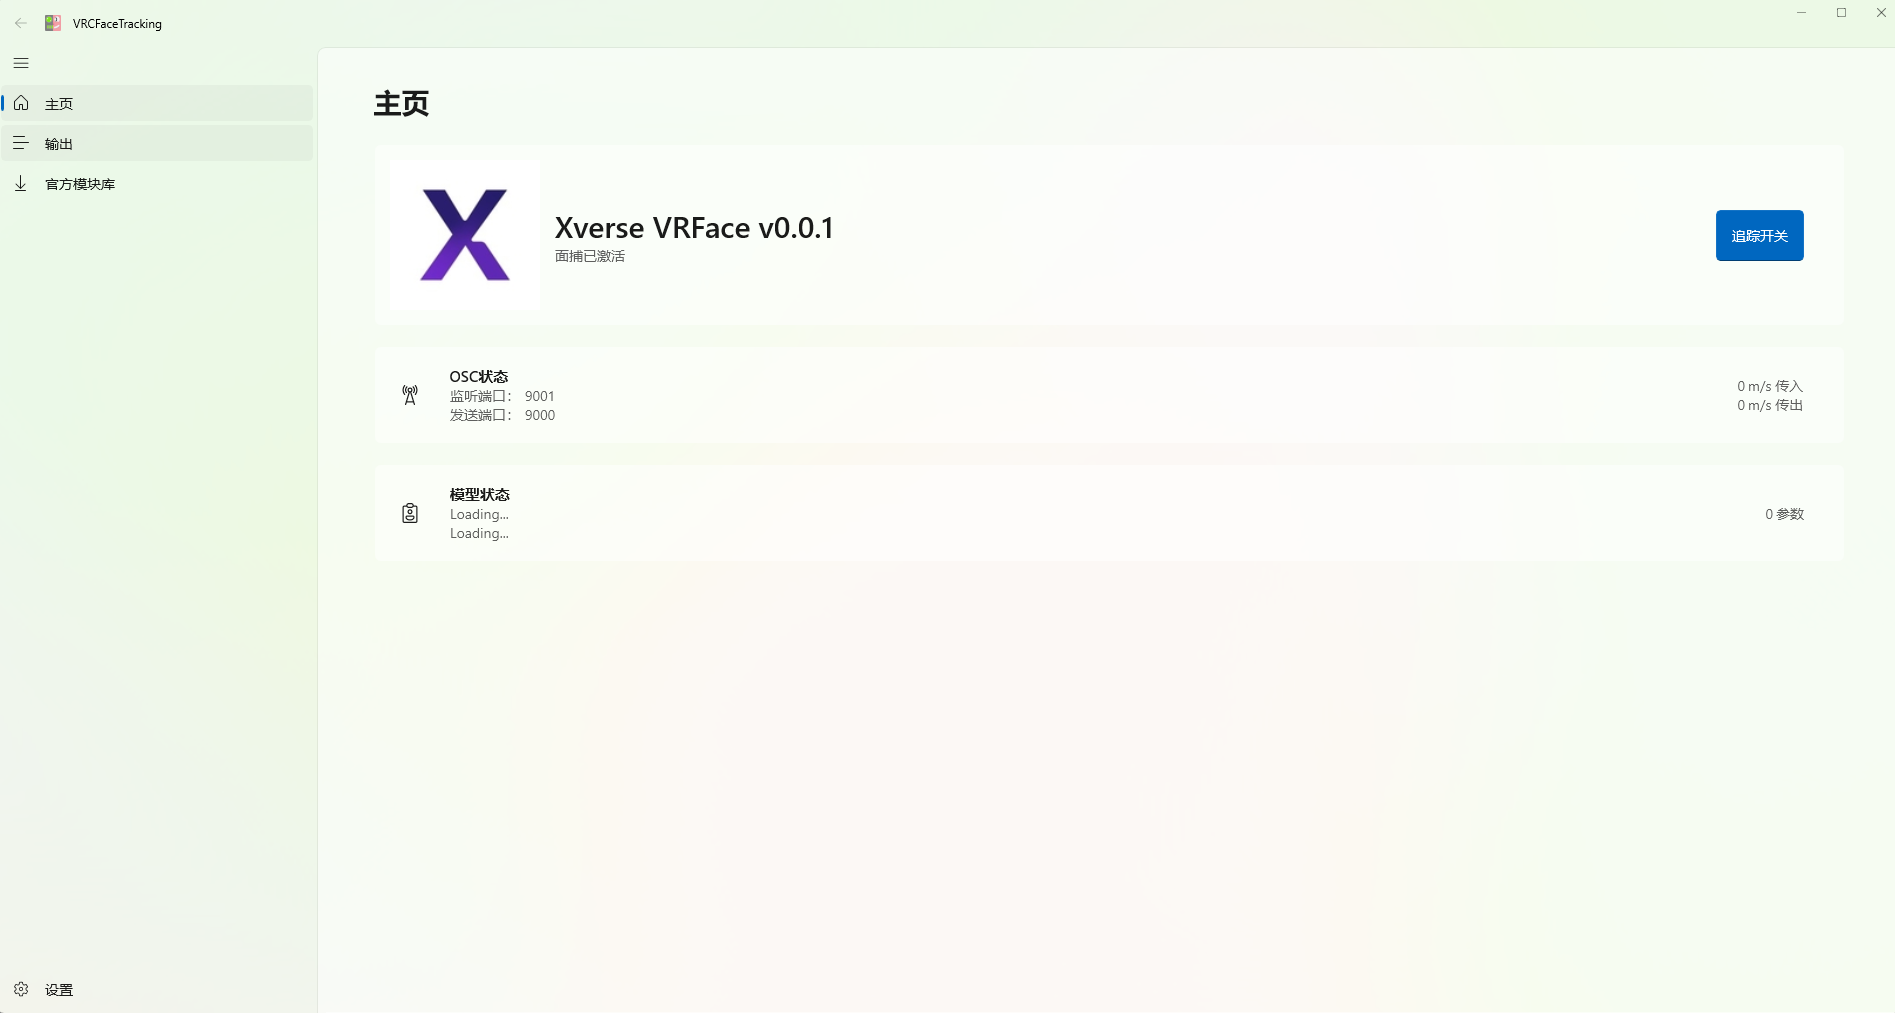 VRCFaceTracking
主页
输出
官方模块库
设置
主页
Xverse VRFace v0.0.1
面捕已激活
追踪开关
OSC状态
监听端口： 9001
发送端口： 9000
0 m/s 传入
0 m/s 传出
模型状态
Loading...
Loading...
0 参数